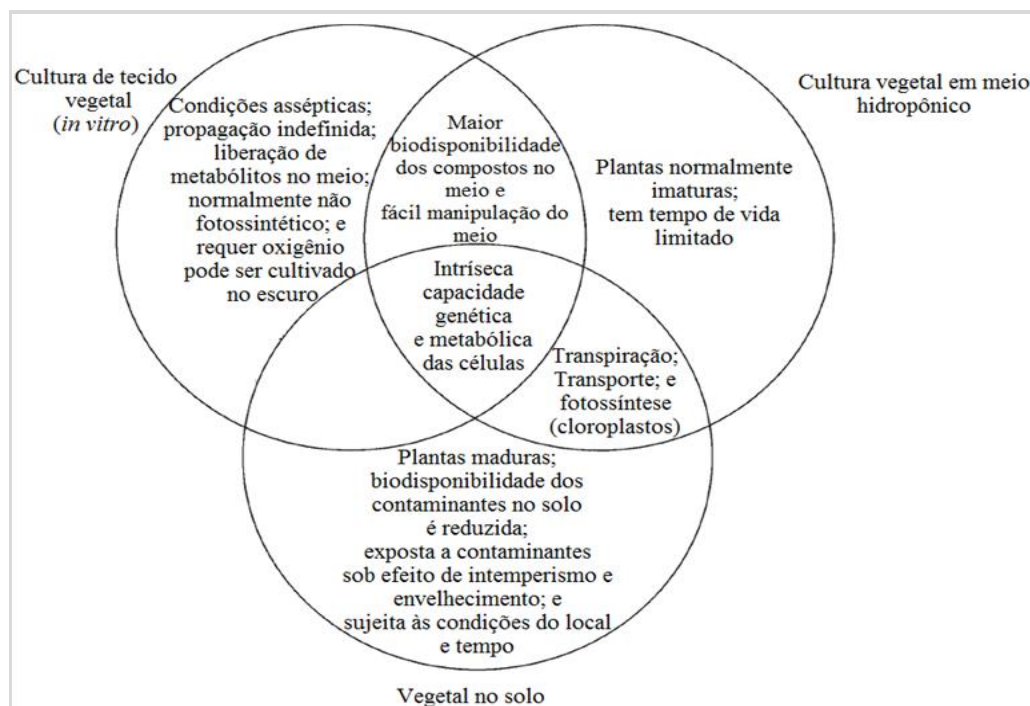 Cultura de tecido
vegetal
(in vitro)
Condições assépticas;
propagação indefinida;
liberação de
metabólitos no meio;
normalmente não
fotossintético; e
requer oxigênio
pode ser cultivado
no escuro
Maior
biodisponibilidade
dos compostos no
meio e
fácil manipulação do
meio
Cultura vegetal em meio
hidropônico
Plantas normalmente
imaturas;
tem tempo de vida
limitado
Intríseca
capacidade
genética
e metabólica
das células
Transpiração;
Transporte; e
fotossíntese
(cloroplastos)
Plantas maduras;
biodisponibilidade dos
contaminantes no solo
é reduzida;
exposta a contaminantes
sob efeito de intemperismo e
envelhecimento; e
sujeita às condições do local
e tempo
Vegetal no solo